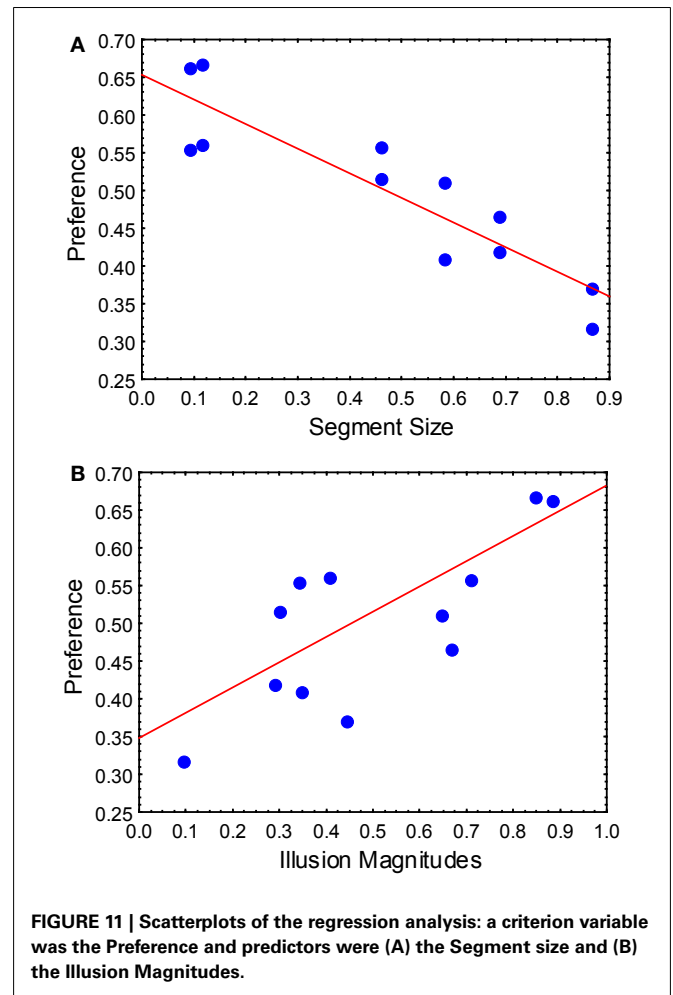 A
0.70
0.65
0.60
0.55
0.50
0.45
0.40
0.35
0.30
0.25
Preference
0.0 0.1 0.2 0.3 0.4 0.5 0.6 0.7 0.8 0.9
Segment Size
B
0.70
0.65
0.60
0.55
0.50
0.45
0.40
0.35
0.30
0.25
Preference
0.0 0.1 0.2 0.3 0.4 0.5 0.6 0.7 0.8 0.9 1.0
Illusion Magnitudes
FIGURE 11 | Scatterplots of the regression analysis: a criterion variable
was the Preference and predictors were (A) the Segment size and (B)
the Illusion Magnitudes.